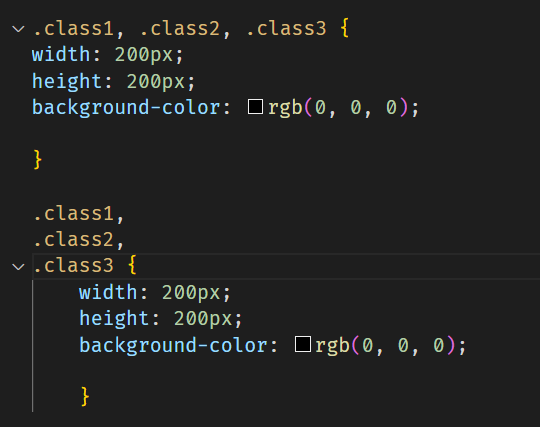 .class1, .class2, .class3 {
width: 200px;
height: 200px;
background-color: rgb(0, 0, 0);
}
.class1,
.class2,
.class3 {
width: 200px;
height: 200px;
background-color: rgb(0, 0, 0);
}